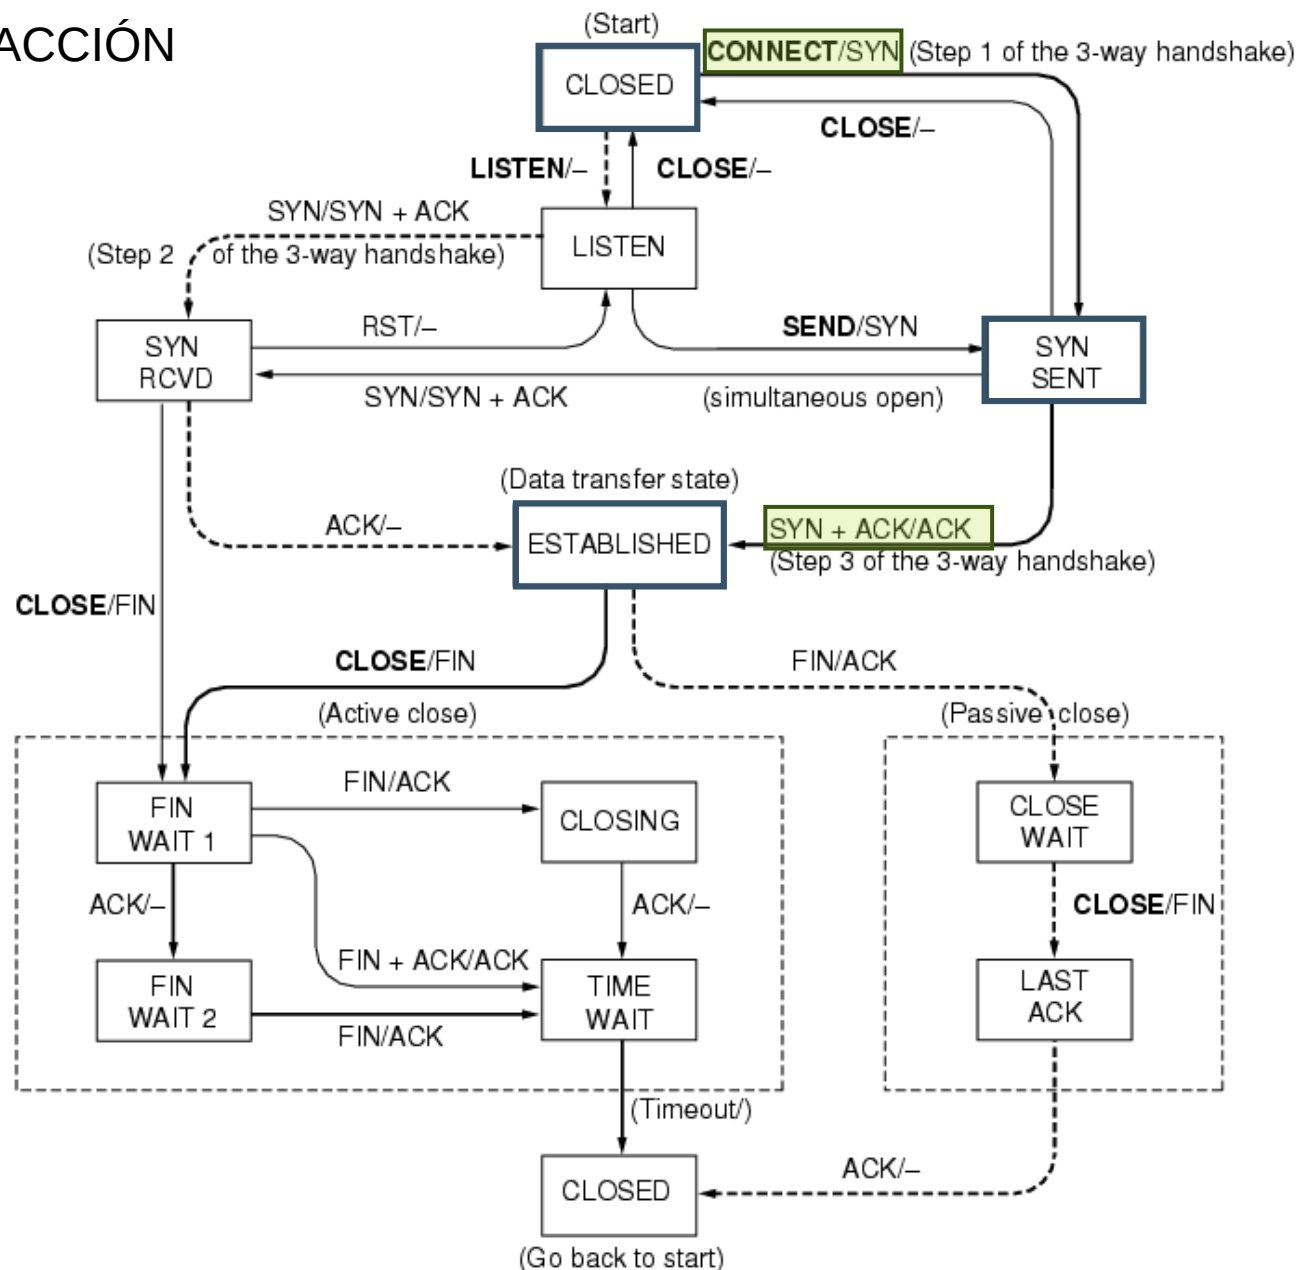 ACCIÓN
(Start)
CONNECT/SYN (Step 1 of the 3-way handshake)
CLOSED
CLOSE/–
LISTEN/– CLOSE/–
SYN/SYN + ACK
(Step 2 of the 3-way handshake)
LISTEN
RST/–
SEND/SYN
SYN
RCVD
SYN
SENT
SYN/SYN + ACK
(simultaneous open)
(Data transfer state)
ACK/–
ESTABLISHED
SYN + ACK/ACK
(Step 3 of the 3-way handshake)
CLOSE/FIN
CLOSE/FIN
FIN/ACK
(Active close)
(Passive close)
FIN
WAIT 1
FIN/ACK
CLOSING
CLOSE
WAIT
ACK/–
ACK/–
CLOSE/FIN
FIN + ACK/ACK
FIN
WAIT 2
TIME
WAIT
LAST
ACK
FIN/ACK
(Timeout/)
ACK/–
CLOSED
(Go back to start)